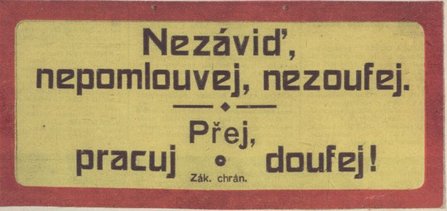 Nezáviď,
nepomlouvej, nezoufej.
Přej,
pracuj doufej!
Zák. chrán.